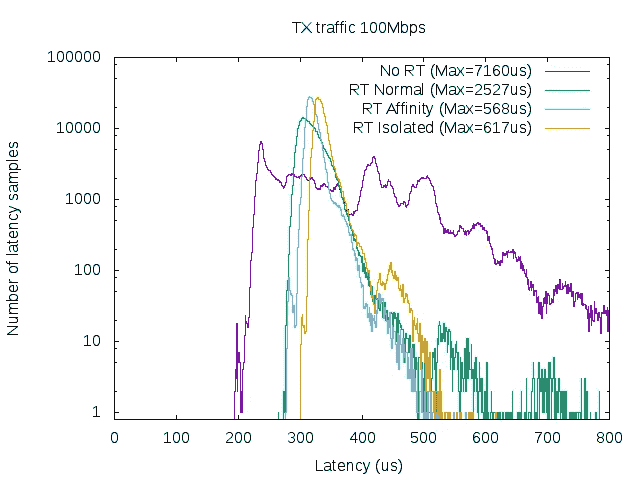 TX traffic 100Mbps
No RT (Max=7160us)
RT Normal (Max=2527us)
RT Affinity (Max=568us)
RT Isolated (Max=617us)
Number of latency samples
100000
10000
1000
100
10
1
0 100 200 300 400 500 600 700 800
Latency (us)